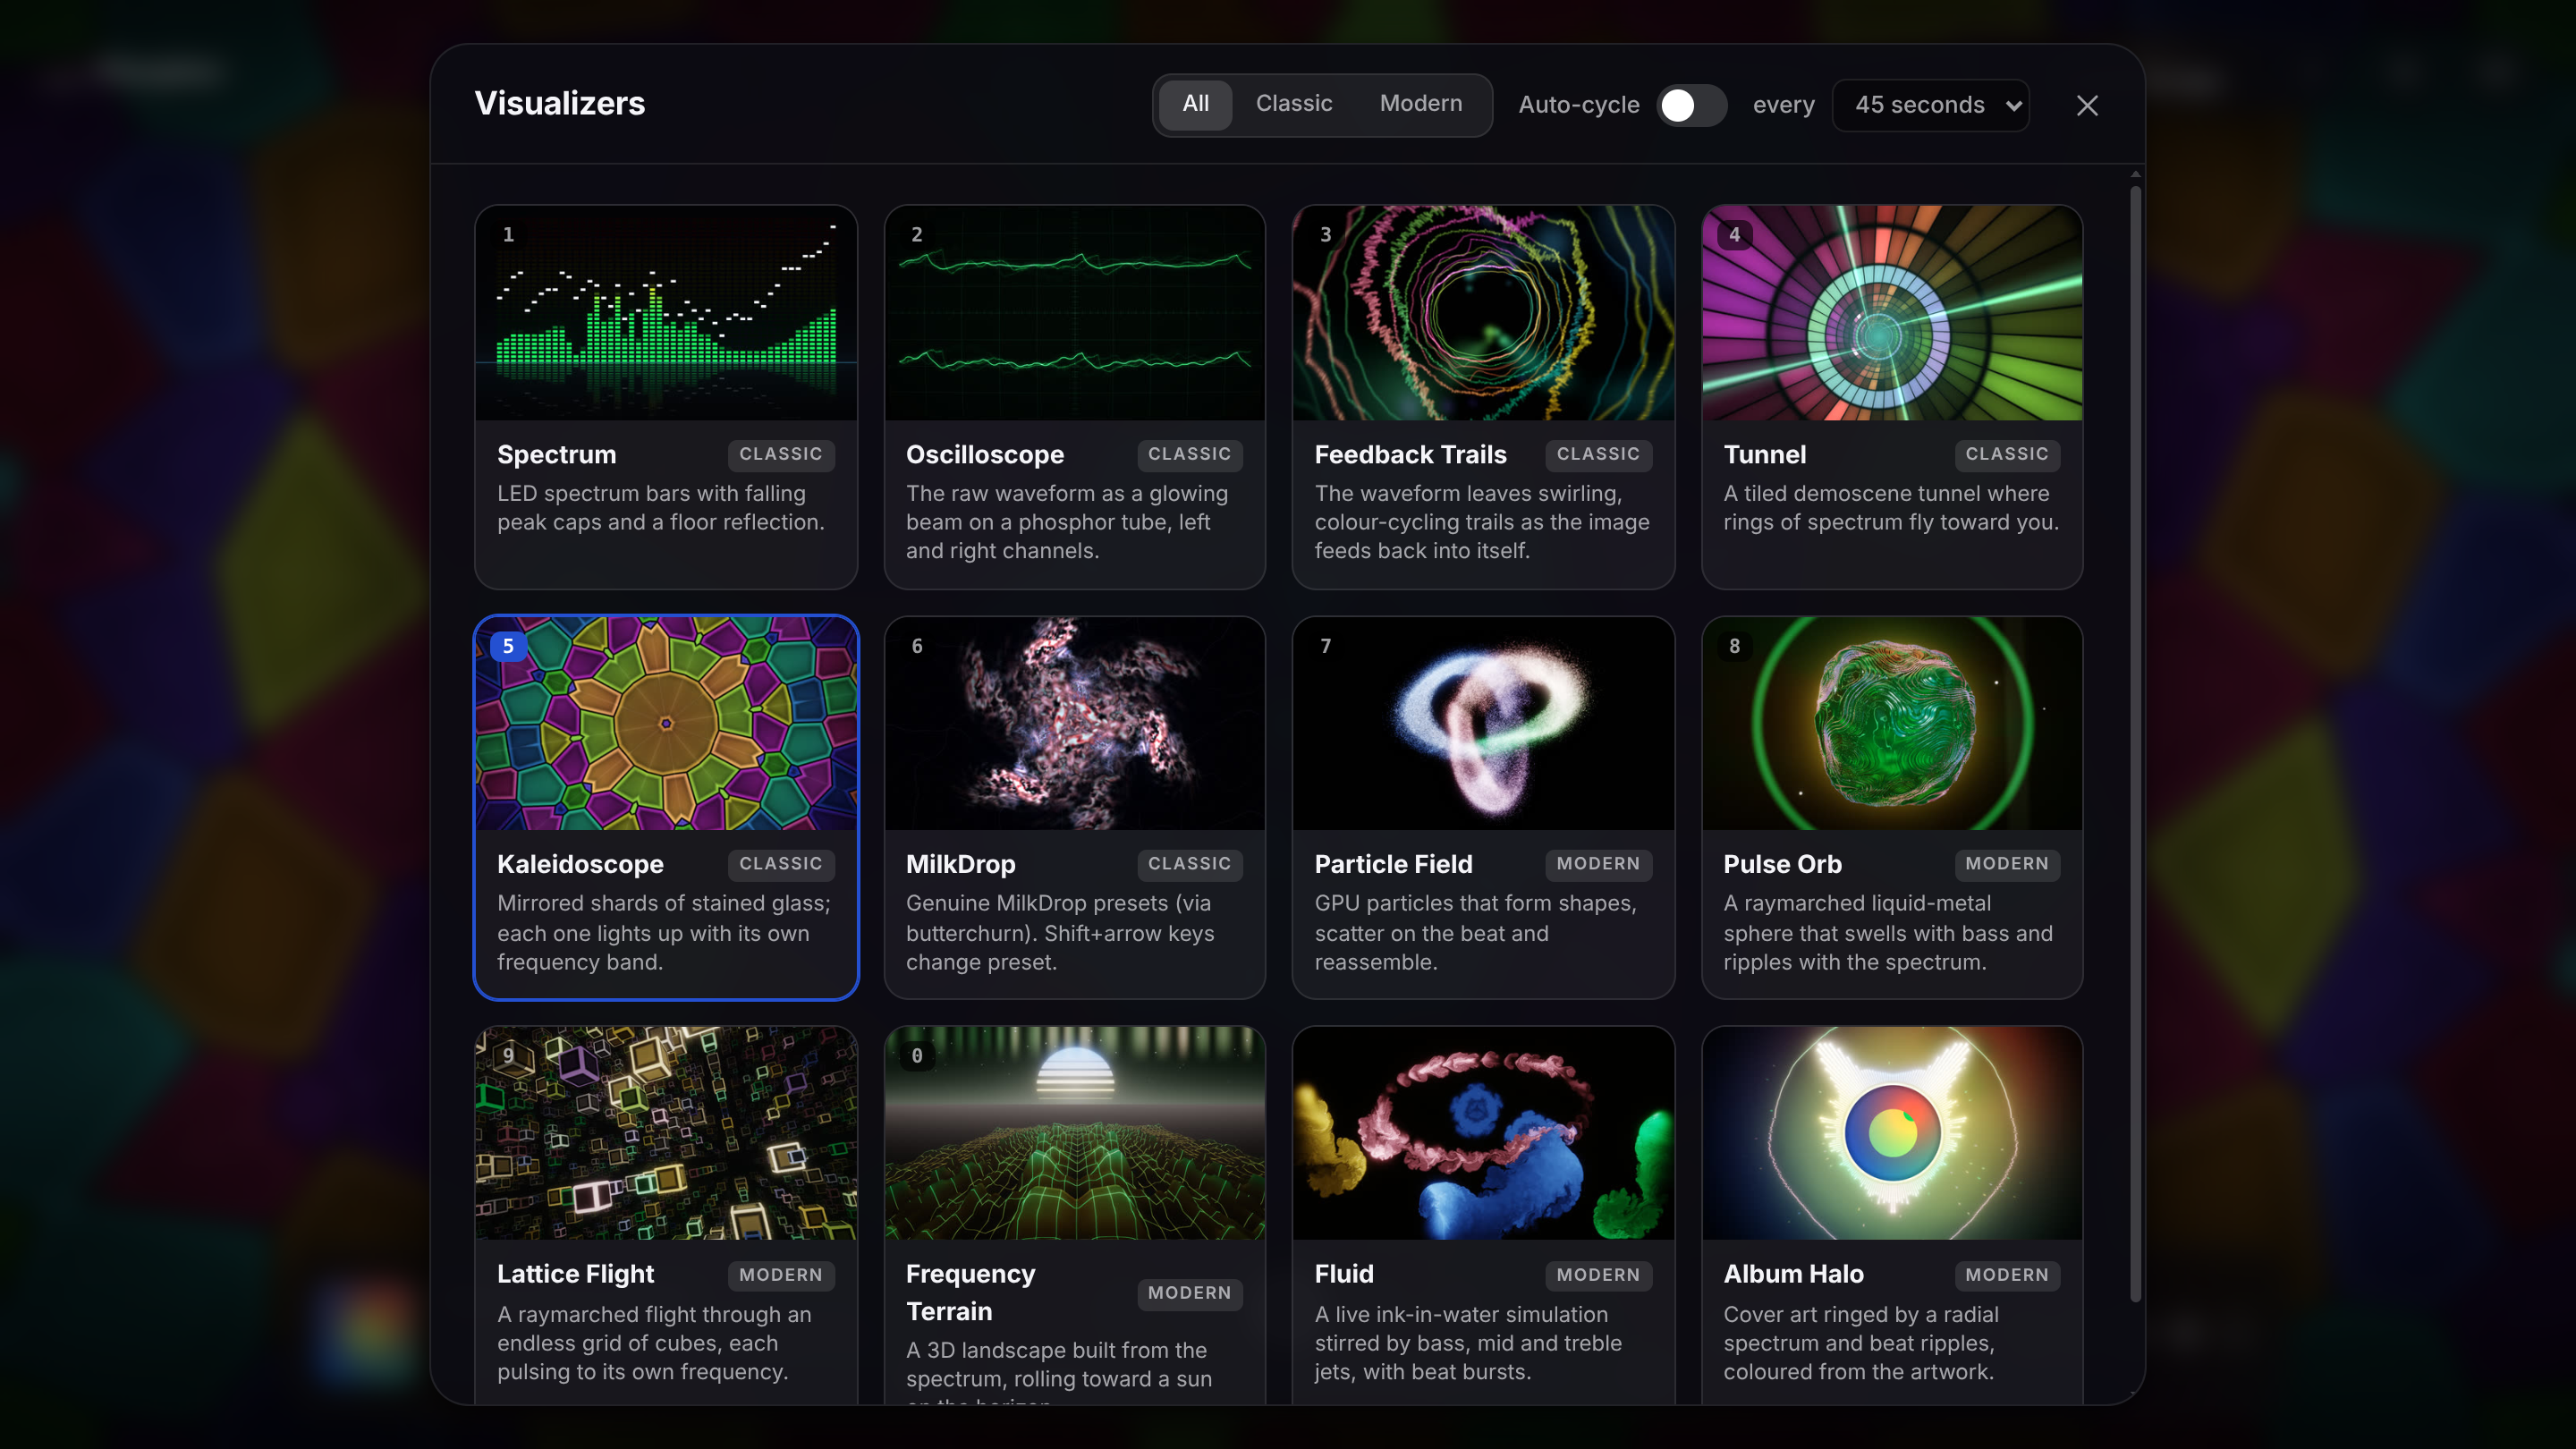 Visualizers
All
Classic
Modern
Auto-cycle
every
45 seconds
1
2
3
4
Spectrum
CLASSIC
LED spectrum bars with falling
peak caps and a floor reflection.
Oscilloscope
CLASSIC
The raw waveform as a glowing
beam on a phosphor tube, left
and right channels.
Feedback Trails
CLASSIC
The waveform leaves swirling,
colour-cycling trails as the image
feeds back into itself.
Tunnel
CLASSIC
A tiled demoscene tunnel where
rings of spectrum fly toward you.
5
6
7
8
Kaleidoscope
CLASSIC
Mirrored shards of stained glass;
each one lights up with its own
frequency band.
MilkDrop
CLASSIC
Genuine MilkDrop presets (via
butterchurn). Shift+arrow keys
change preset.
Particle Field
MODERN
GPU particles that form shapes,
scatter on the beat and
reassemble.
Pulse Orb
MODERN
A raymarched liquid-metal
sphere that swells with bass and
ripples with the spectrum.
9
0
Lattice Flight
MODERN
A raymarched flight through an
endless grid of cubes, each
pulsing to its own frequency.
Frequency
Terrain
MODERN
A 3D landscape built from the
spectrum, rolling toward a sun
on the horizon.
Fluid
MODERN
A live ink-in-water simulation
stirred by bass, mid and treble
jets, with beat bursts.
Album Halo
MODERN
Cover art ringed by a radial
spectrum and beat ripples,
coloured from the artwork.